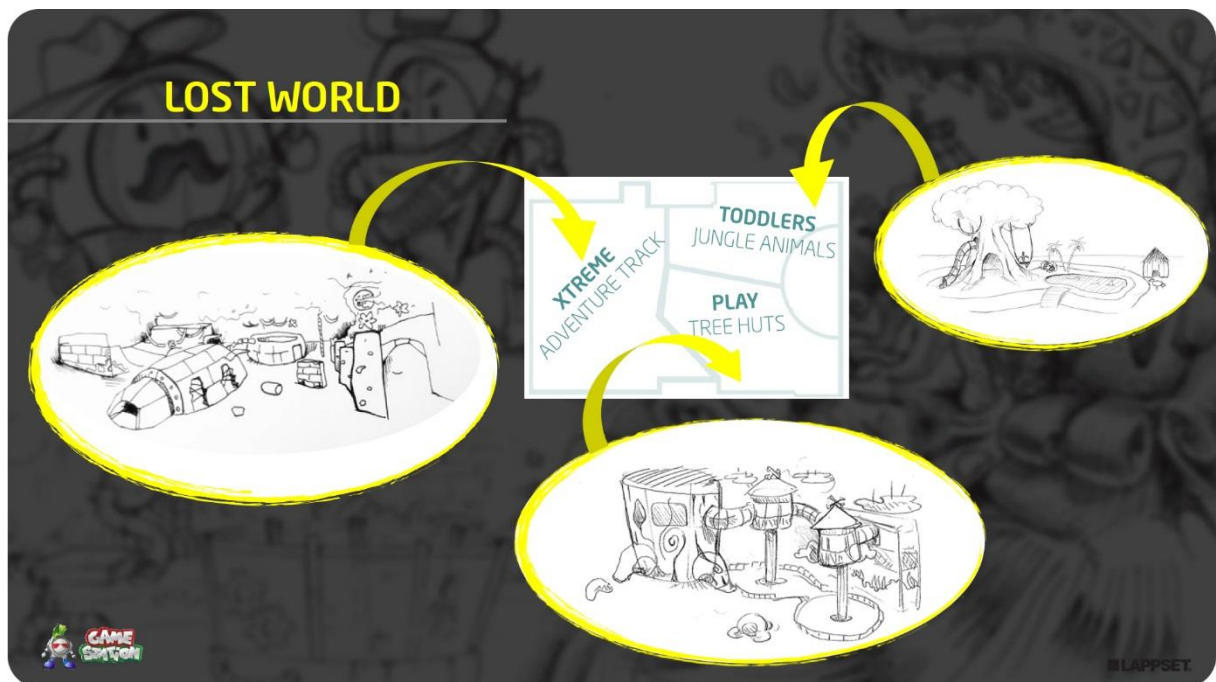 LOST WORLD
TODDLERS
JUNGLE ANIMALS
XTREME
ADVENTURE TRACK
PLAY
TREE HUTS
GAME
STATION
LAPPSET